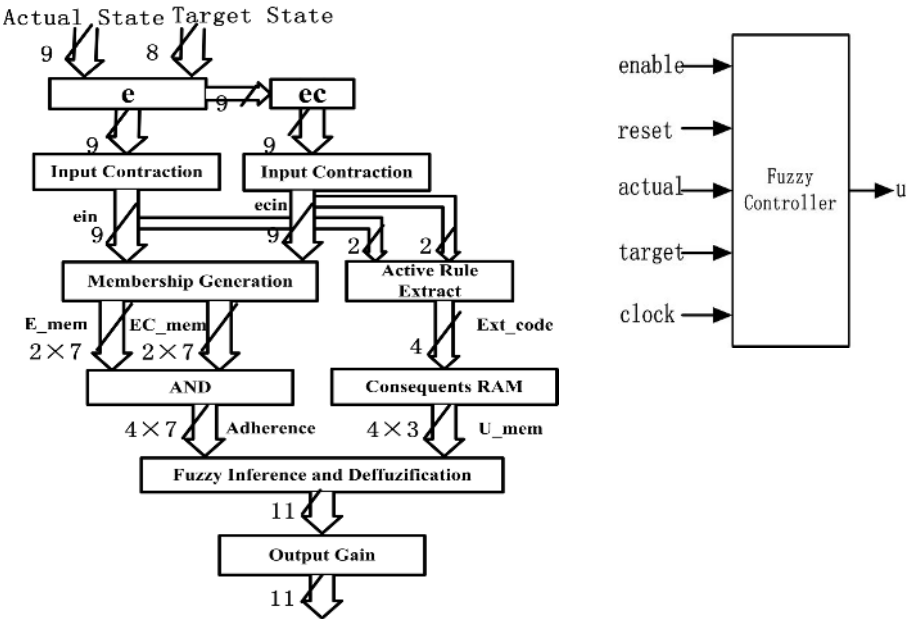 Actual State Target State
9 8
e 9 ec
9 9
Input Contraction Input Contraction
ein 9 ecin 9 2 2
Membership Generation Active Rule Extract
E_mem EC_mem Ext_code
2×7 2×7 4
AND Consequents RAM
4×7 Adherence 4×3 U_mem
Fuzzy Inference and Deffuzification
11
Output Gain
11
enable
reset
actual
target
clock
Fuzzy
Controller
u